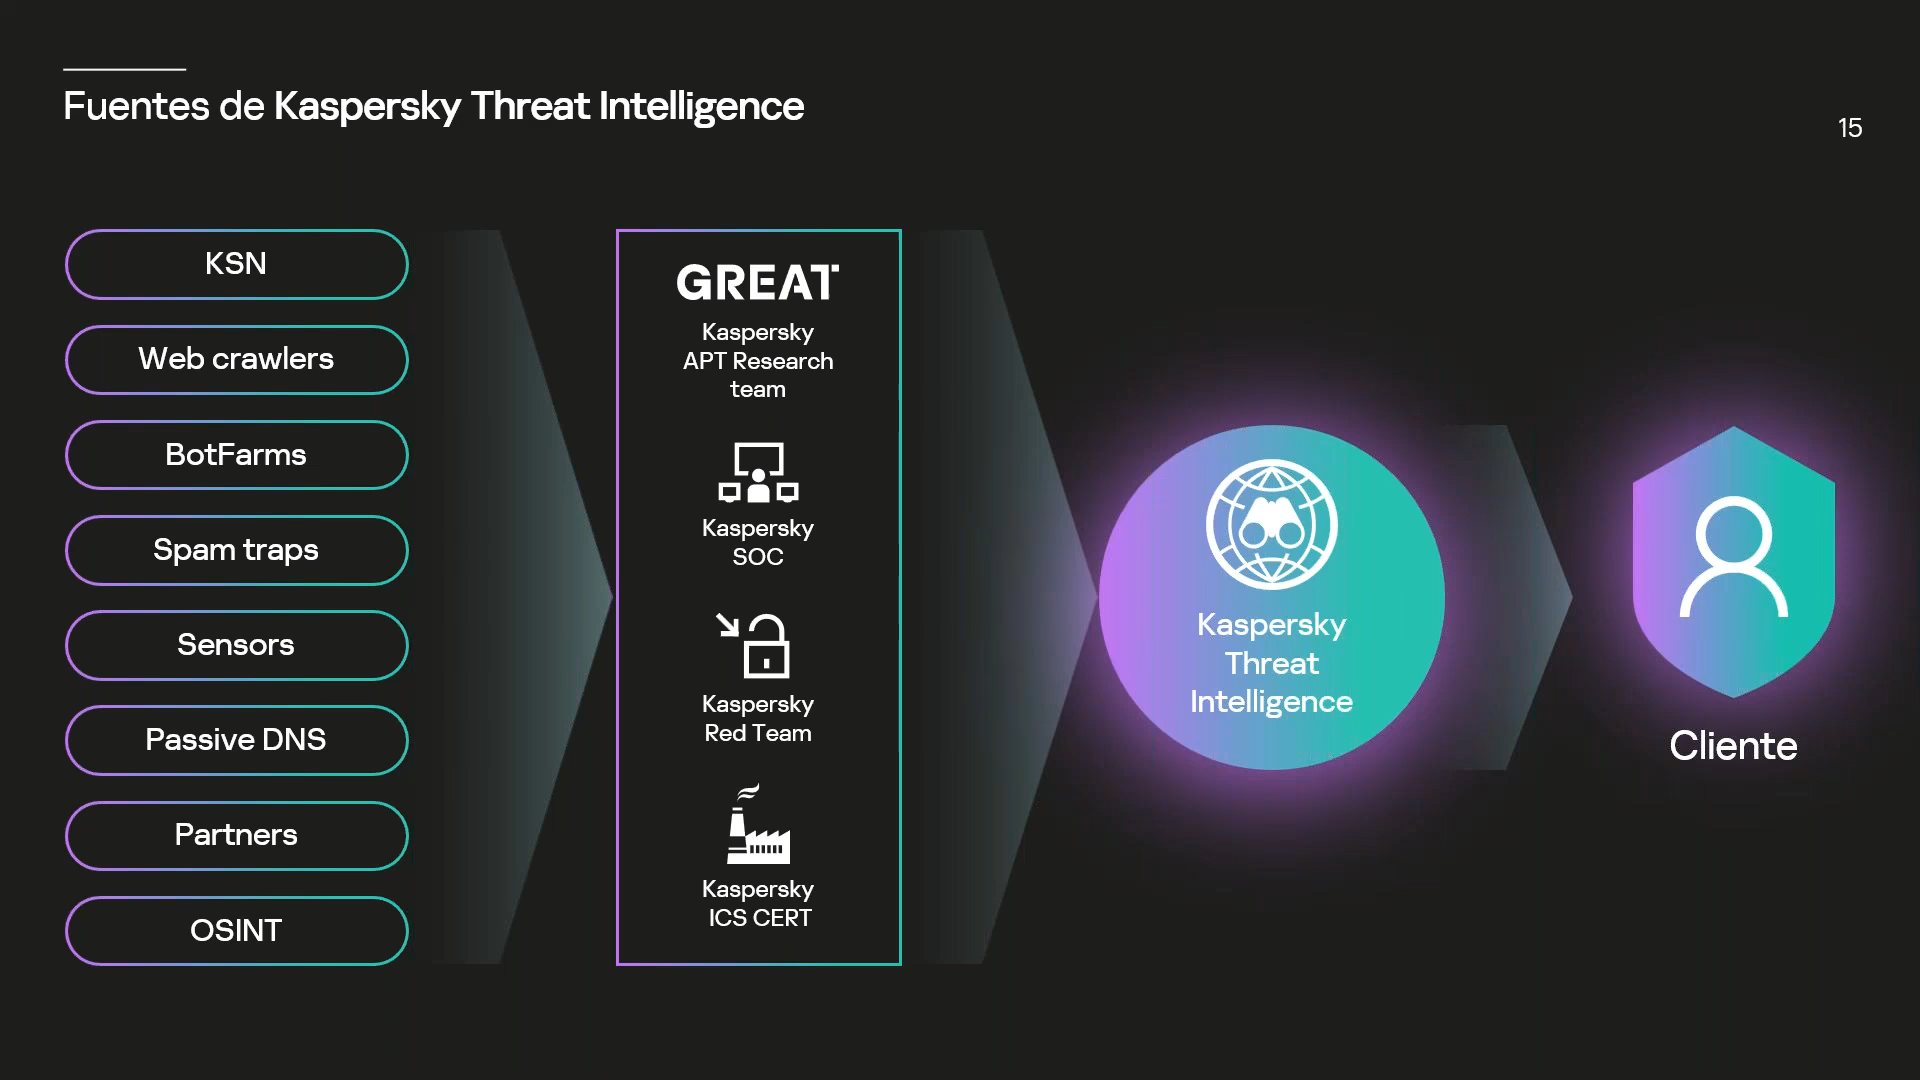 Fuentes de Kaspersky Threat Intelligence
15
KSN
Web crawlers
BotFarms
Spam traps
Sensors
Passive DNS
Partners
OSINT
GREAT
Kaspersky
APT Research
team
Kaspersky
SOC
Kaspersky
Red Team
Kaspersky
ICS CERT
Kaspersky
Threat
Intelligence
Cliente